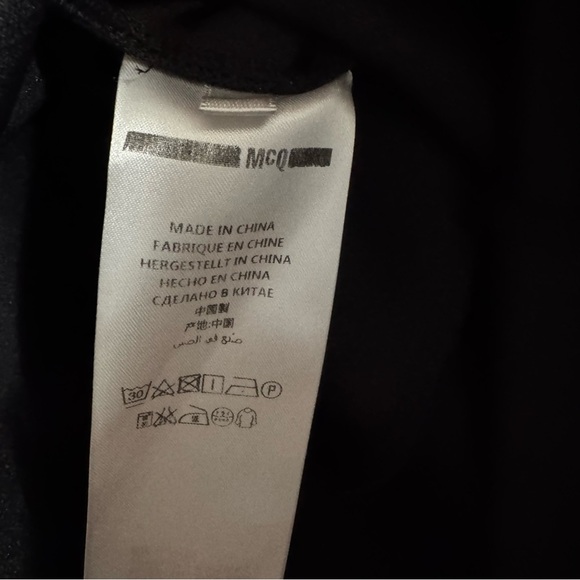 McQ
MADE IN CHINA
FABRIQUE EN CHINE
HERGESTELLT IN CHINA
HECHO EN CHINA
СДЕЛАНО В КИТАЕ
中國製
产地:中国
صنع في الصين
30 P